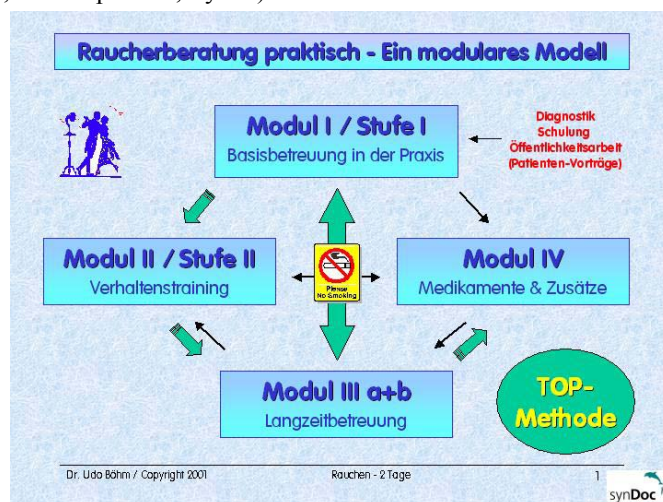 Raucherberatung praktisch - Ein modulares Modell
Modul I / Stufe I
Basisbetreuung in der Praxis
Diagnostik
Schulung
Öffentlichkeitsarbeit
(Patienten-Vorträge)
Modul II / Stufe II
Verhaltenstraining
Please
No Smoking
Modul IV
Medikamente & Zusätze
Modul III a+b
Langzeitbetreuung
TOP-
Methode
Dr. Udo Böhm / Copyright 2001
Rauchen - 2 Tage
1
synDoc